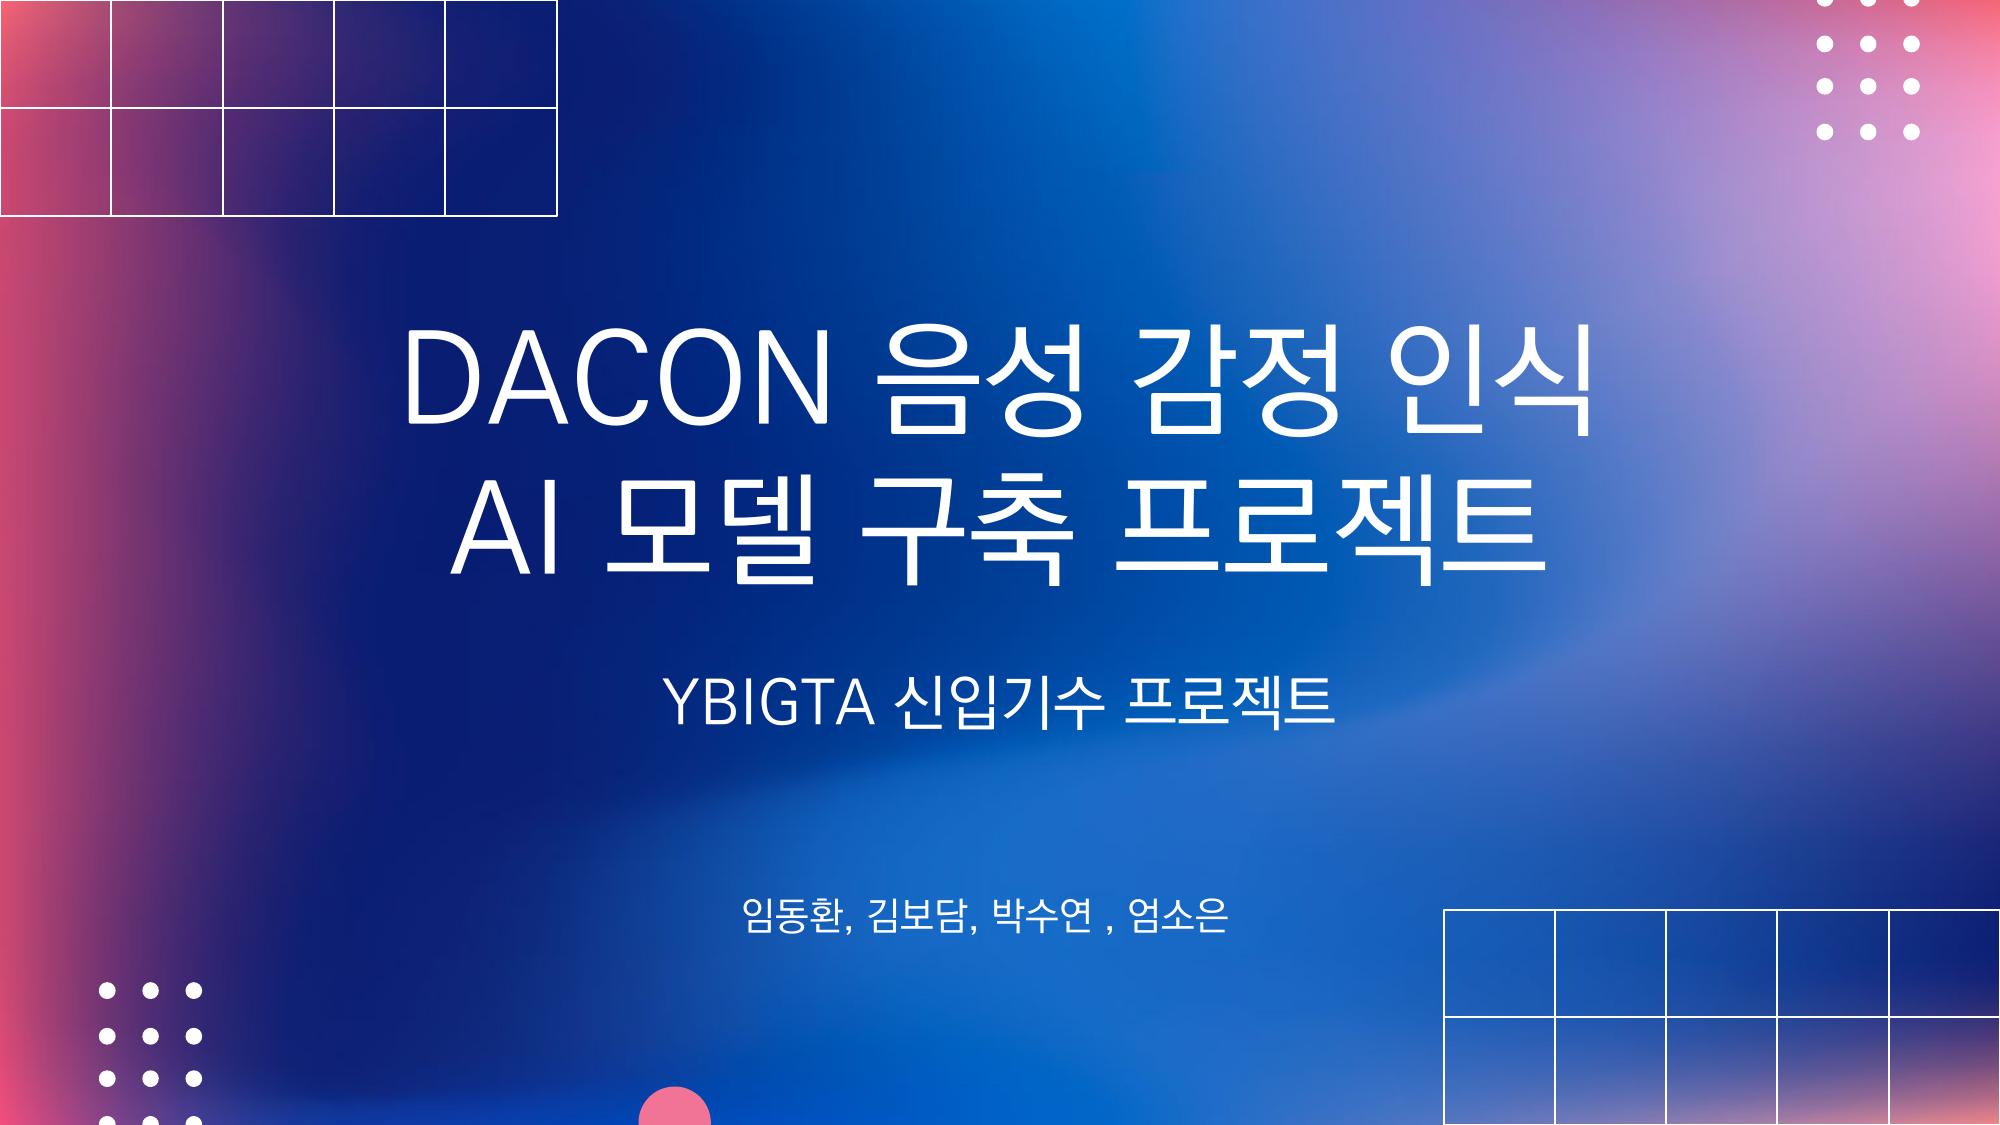 DACON 음성 감정 인식
AI 모델 구축 프로젝트
YBIGTA 신입기수 프로젝트
임동환, 김보담, 박수연 , 엄소은